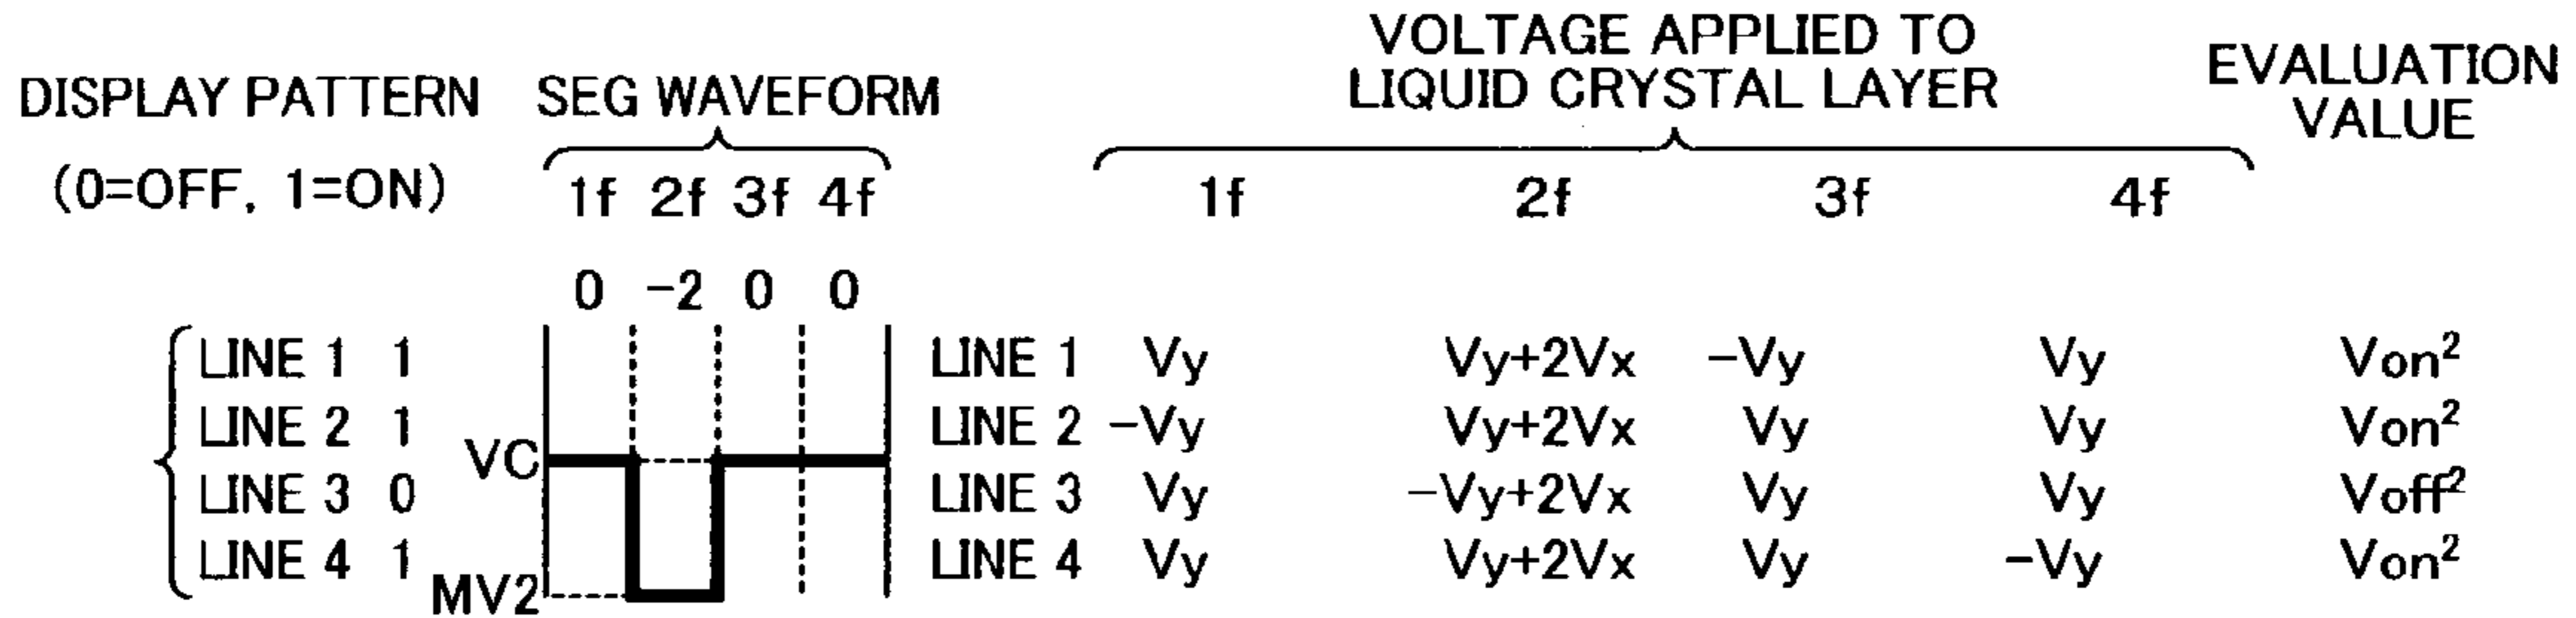 DISPLAY PATTERN
(0=OFF, 1=ON)
SEG WAVEFORM
1f 2f 3f 4f
VOLTAGE APPLIED TO
LIQUID CRYSTAL LAYER
1f 2f 3f 4f
EVALUATION
VALUE
0 -2 0 0
LINE 1 1
LINE 2 1
LINE 3 0
LINE 4 1
VC
MV2
LINE 1 Vy Vy+2Vx -Vy Vy Von²
LINE 2 -Vy Vy+2Vx Vy Vy Von²
LINE 3 Vy -Vy+2Vx Vy Vy Voff²
LINE 4 Vy Vy+2Vx Vy -Vy Von²